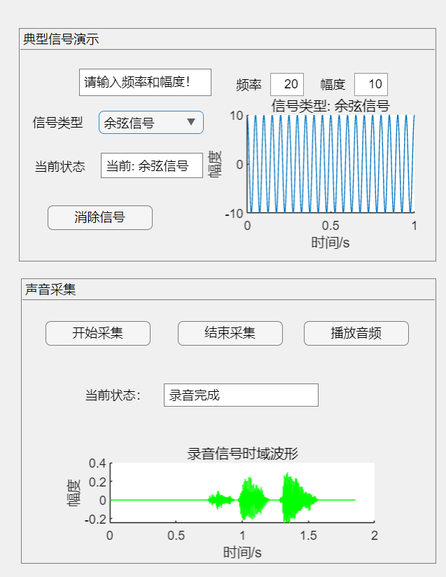 典型信号演示
请输入频率和幅度!
频率 20 幅度 10
信号类型 余弦信号
信号类型: 余弦信号
当前状态 当前: 余弦信号
消除信号
幅度
10
0
-10
0 0.5 1
时间/s
声音采集
开始采集 结束采集 播放音频
当前状态: 录音完成
录音信号时域波形
幅度
0.4
0.2
0
-0.2
0 0.5 1 1.5 2
时间/s